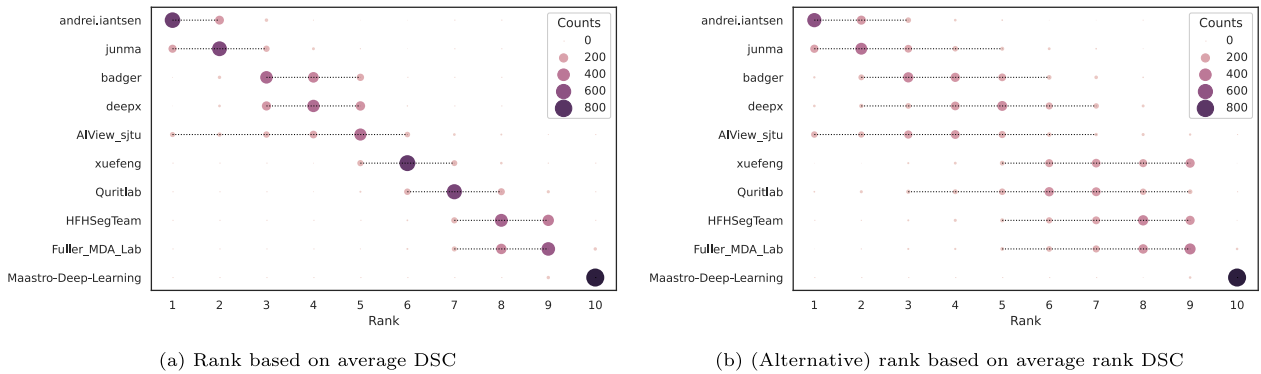 andrei.iantsen
junma
badger
deepx
AIView_sjtu
xuefeng
Quritlab
HFHSegTeam
Fuller_MDA_Lab
Maastro-Deep-Learning
Counts
0
200
400
600
800
1 2 3 4 5 6 7 8 9 10
Rank
(a) Rank based on average DSC
andrei.iantsen
junma
badger
deepx
AIView_sjtu
xuefeng
Quritlab
HFHSegTeam
Fuller_MDA_Lab
Maastro-Deep-Learning
Counts
0
200
400
600
800
1 2 3 4 5 6 7 8 9 10
Rank
(b) (Alternative) rank based on average rank DSC